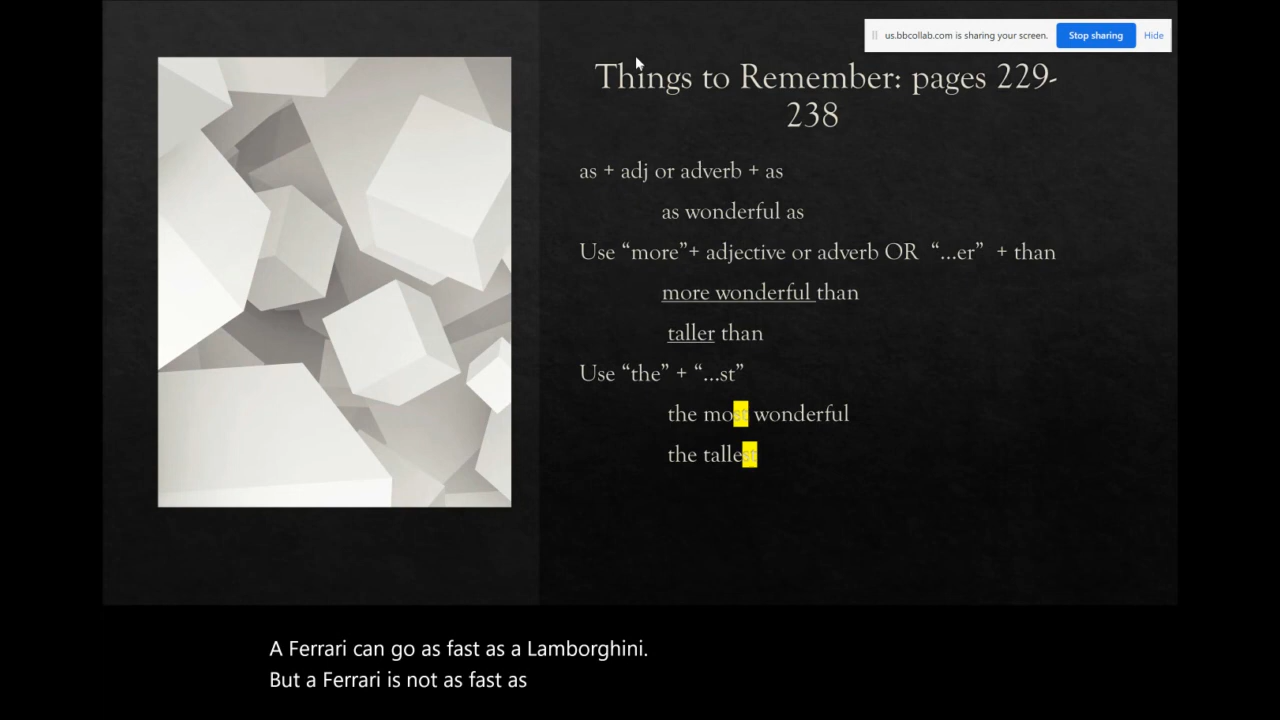 us.bbcollab.com is sharing your screen. Stop sharing Hide
Things to Remember: pages 229-
238
as + adj or adverb + as
as wonderful as
Use “more”+ adjective or adverb OR “...er” + than
more wonderful than
taller than
Use “the” + “...st”
the most wonderful
the tallest
A Ferrari can go as fast as a Lamborghini.
But a Ferrari is not as fast as